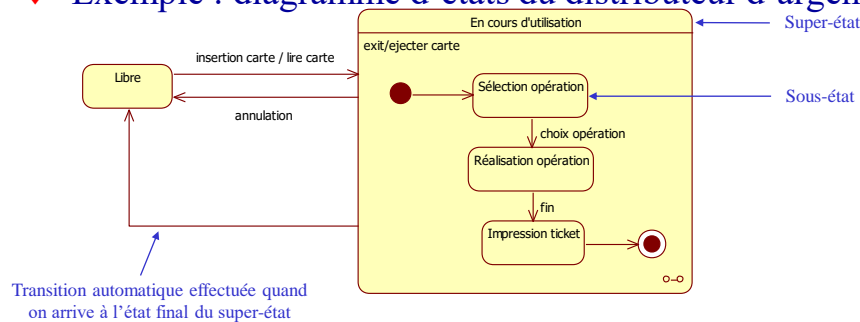 Exemple : diagramme d'états du distributeur d'argen
En cours d'utilisation
Super-état
exit/ejecter carte
insertion carte / lire carte
Libre
Sélection opération
Sous-état
annulation
choix opération
Réalisation opération
fin
Impression ticket
Transition automatique effectuée quand
on arrive à l'état final du super-état